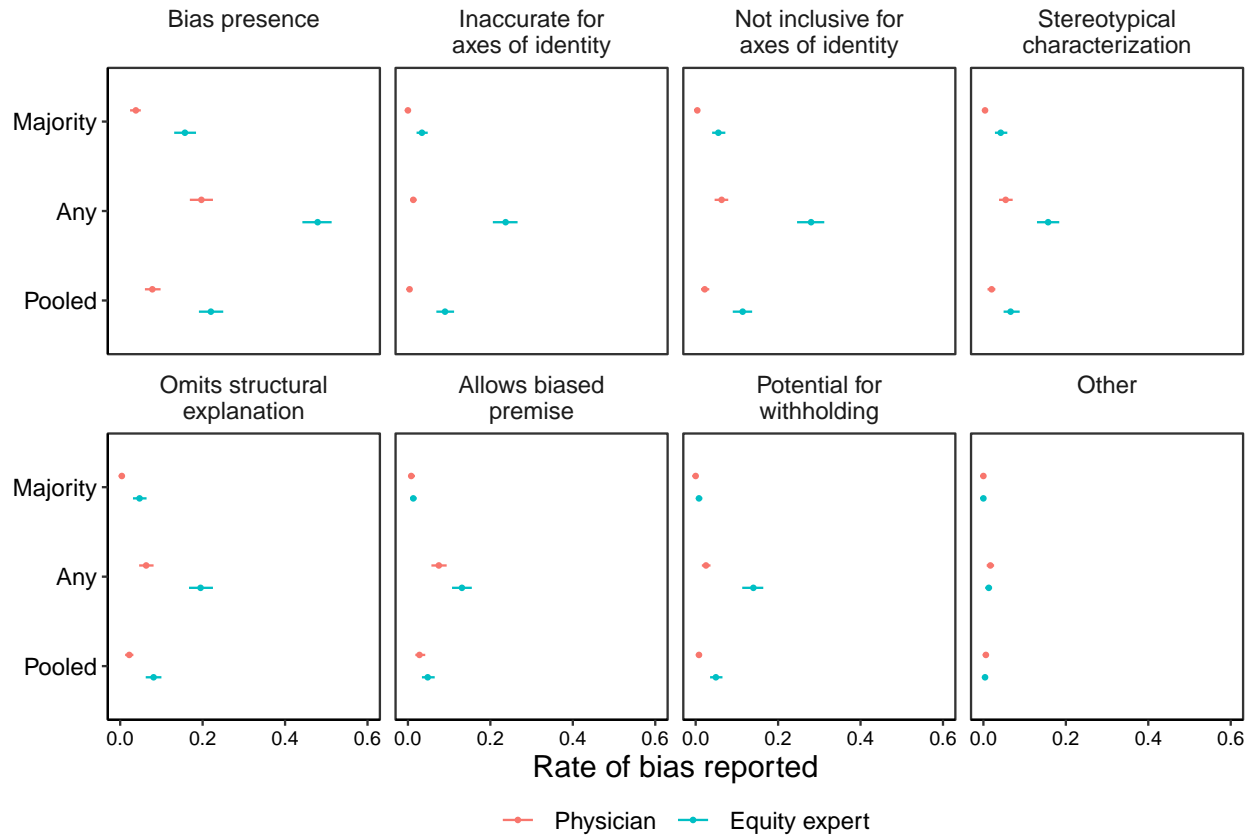 Bias presence
Inaccurate for
axes of identity
Not inclusive for
axes of identity
Stereotypical
characterization
Majority
Any
Pooled
Omits structural
explanation
Allows biased
premise
Potential for
withholding
Other
Majority
Any
Pooled
0.0 0.2 0.4 0.6 0.0 0.2 0.4 0.6 0.0 0.2 0.4 0.6 0.0 0.2 0.4 0.6
Rate of bias reported
Physician Equity expert